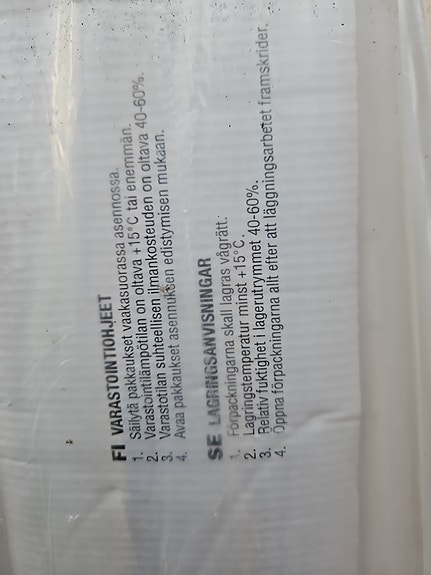 FI VARASTOINTIOHJEET
1. Säilytä pakkaukset vaakasuorassa asennossa.
2. Varastointilämpötilan on oltava +15°C tai enemmän.
3. Varastotilan suhteellisen ilmankosteuden on oltava 40-60%.
4. Avaa pakkaukset asennuksen edistymisen mukaan.
SE LAGRINGSANVISNINGAR
1. Förpackningarna skall lagras vågrätt:
2. Lagringstemperatur minst +15°C.
3. Relativ fuktighet i lagerutrymmet 40-60%.
4. Öppna förpackningarna allt efter att läggningsarbetet framskrider.